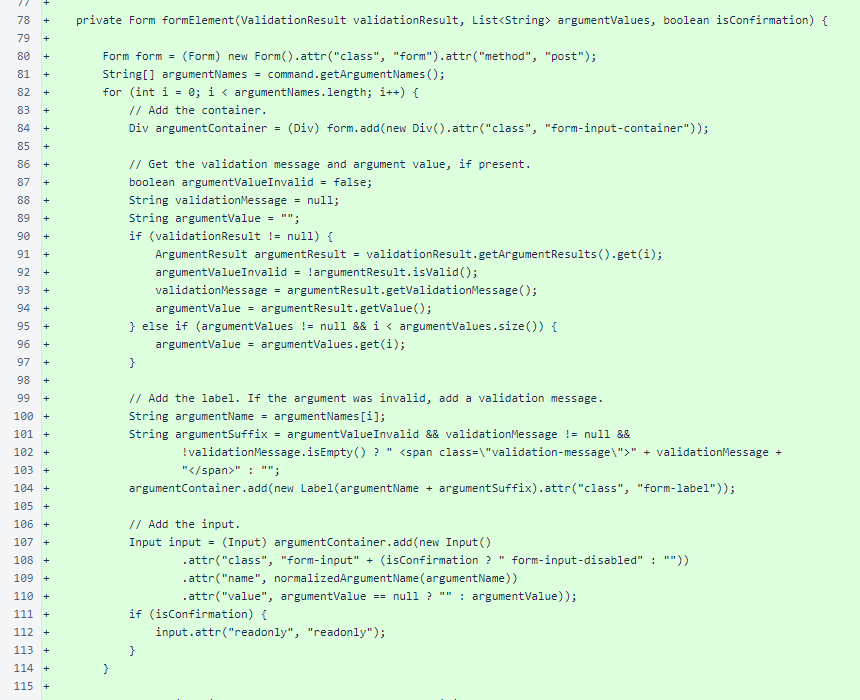 77 +
78 + private Form formElement(ValidationResult validationResult, List<String> argumentValues, boolean isConfirmation) {
79 +
80 + Form form = (Form) new Form().attr("class", "form").attr("method", "post");
81 + String[] argumentNames = command.getArgumentNames();
82 + for (int i = 0; i < argumentNames.length; i++) {
83 + // Add the container.
84 + Div argumentContainer = (Div) form.add(new Div().attr("class", "form-input-container"));
85 +
86 + // Get the validation message and argument value, if present.
87 + boolean argumentValueInvalid = false;
88 + String validationMessage = null;
89 + String argumentValue = "";
90 + if (validationResult != null) {
91 + ArgumentResult argumentResult = validationResult.getArgumentResults().get(i);
92 + argumentValueInvalid = !argumentResult.isValid();
93 + validationMessage = argumentResult.getValidationMessage();
94 + argumentValue = argumentResult.getValue();
95 + } else if (argumentValues != null && i < argumentValues.size()) {
96 + argumentValue = argumentValues.get(i);
97 + }
98 +
99 + // Add the label. If the argument was invalid, add a validation message.
100 + String argumentName = argumentNames[i];
101 + String argumentSuffix = argumentValueInvalid && validationMessage != null &&
102 + !validationMessage.isEmpty() ? " <span class=\"validation-message\">" + validationMessage +
103 + "</span>" : "";
104 + argumentContainer.add(new Label(argumentName + argumentSuffix).attr("class", "form-label"));
105 +
106 + // Add the input.
107 + Input input = (Input) argumentContainer.add(new Input()
108 + .attr("class", "form-input" + (isConfirmation ? " form-input-disabled" : ""))
109 + .attr("name", normalizedArgumentName(argumentName))
110 + .attr("value", argumentValue == null ? "" : argumentValue));
111 + if (isConfirmation) {
112 + input.attr("readonly", "readonly");
113 + }
114 + }
115 +